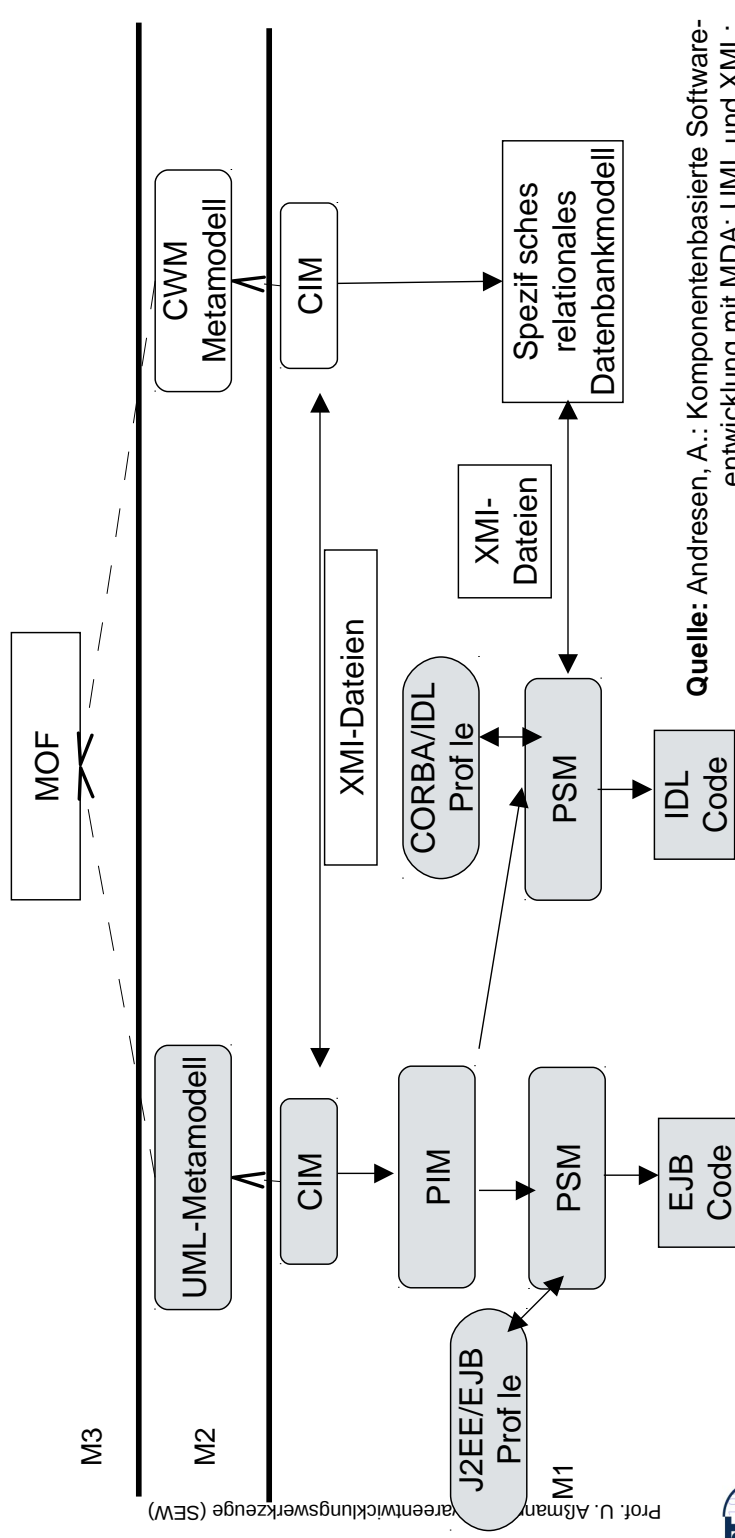 MOF
M3
M2
UML-Metamodell
CWM
Metamodell
CIM
CIM
XMI-Dateien
PIM
CORBA/IDL
Prof le
XMI-
Dateien
J2EE/EJB
Prof le
PSM
PSM
Spezif sches
relationales
Datenbankmodell
M1
EJB
Code
IDL
Code
Quelle: Andresen, A.: Komponentenbasierte Software-
entwicklung mit MDA: UML und XML;
Prof. U. Aßmann, areentwicklungswerkzeuge (SEW)